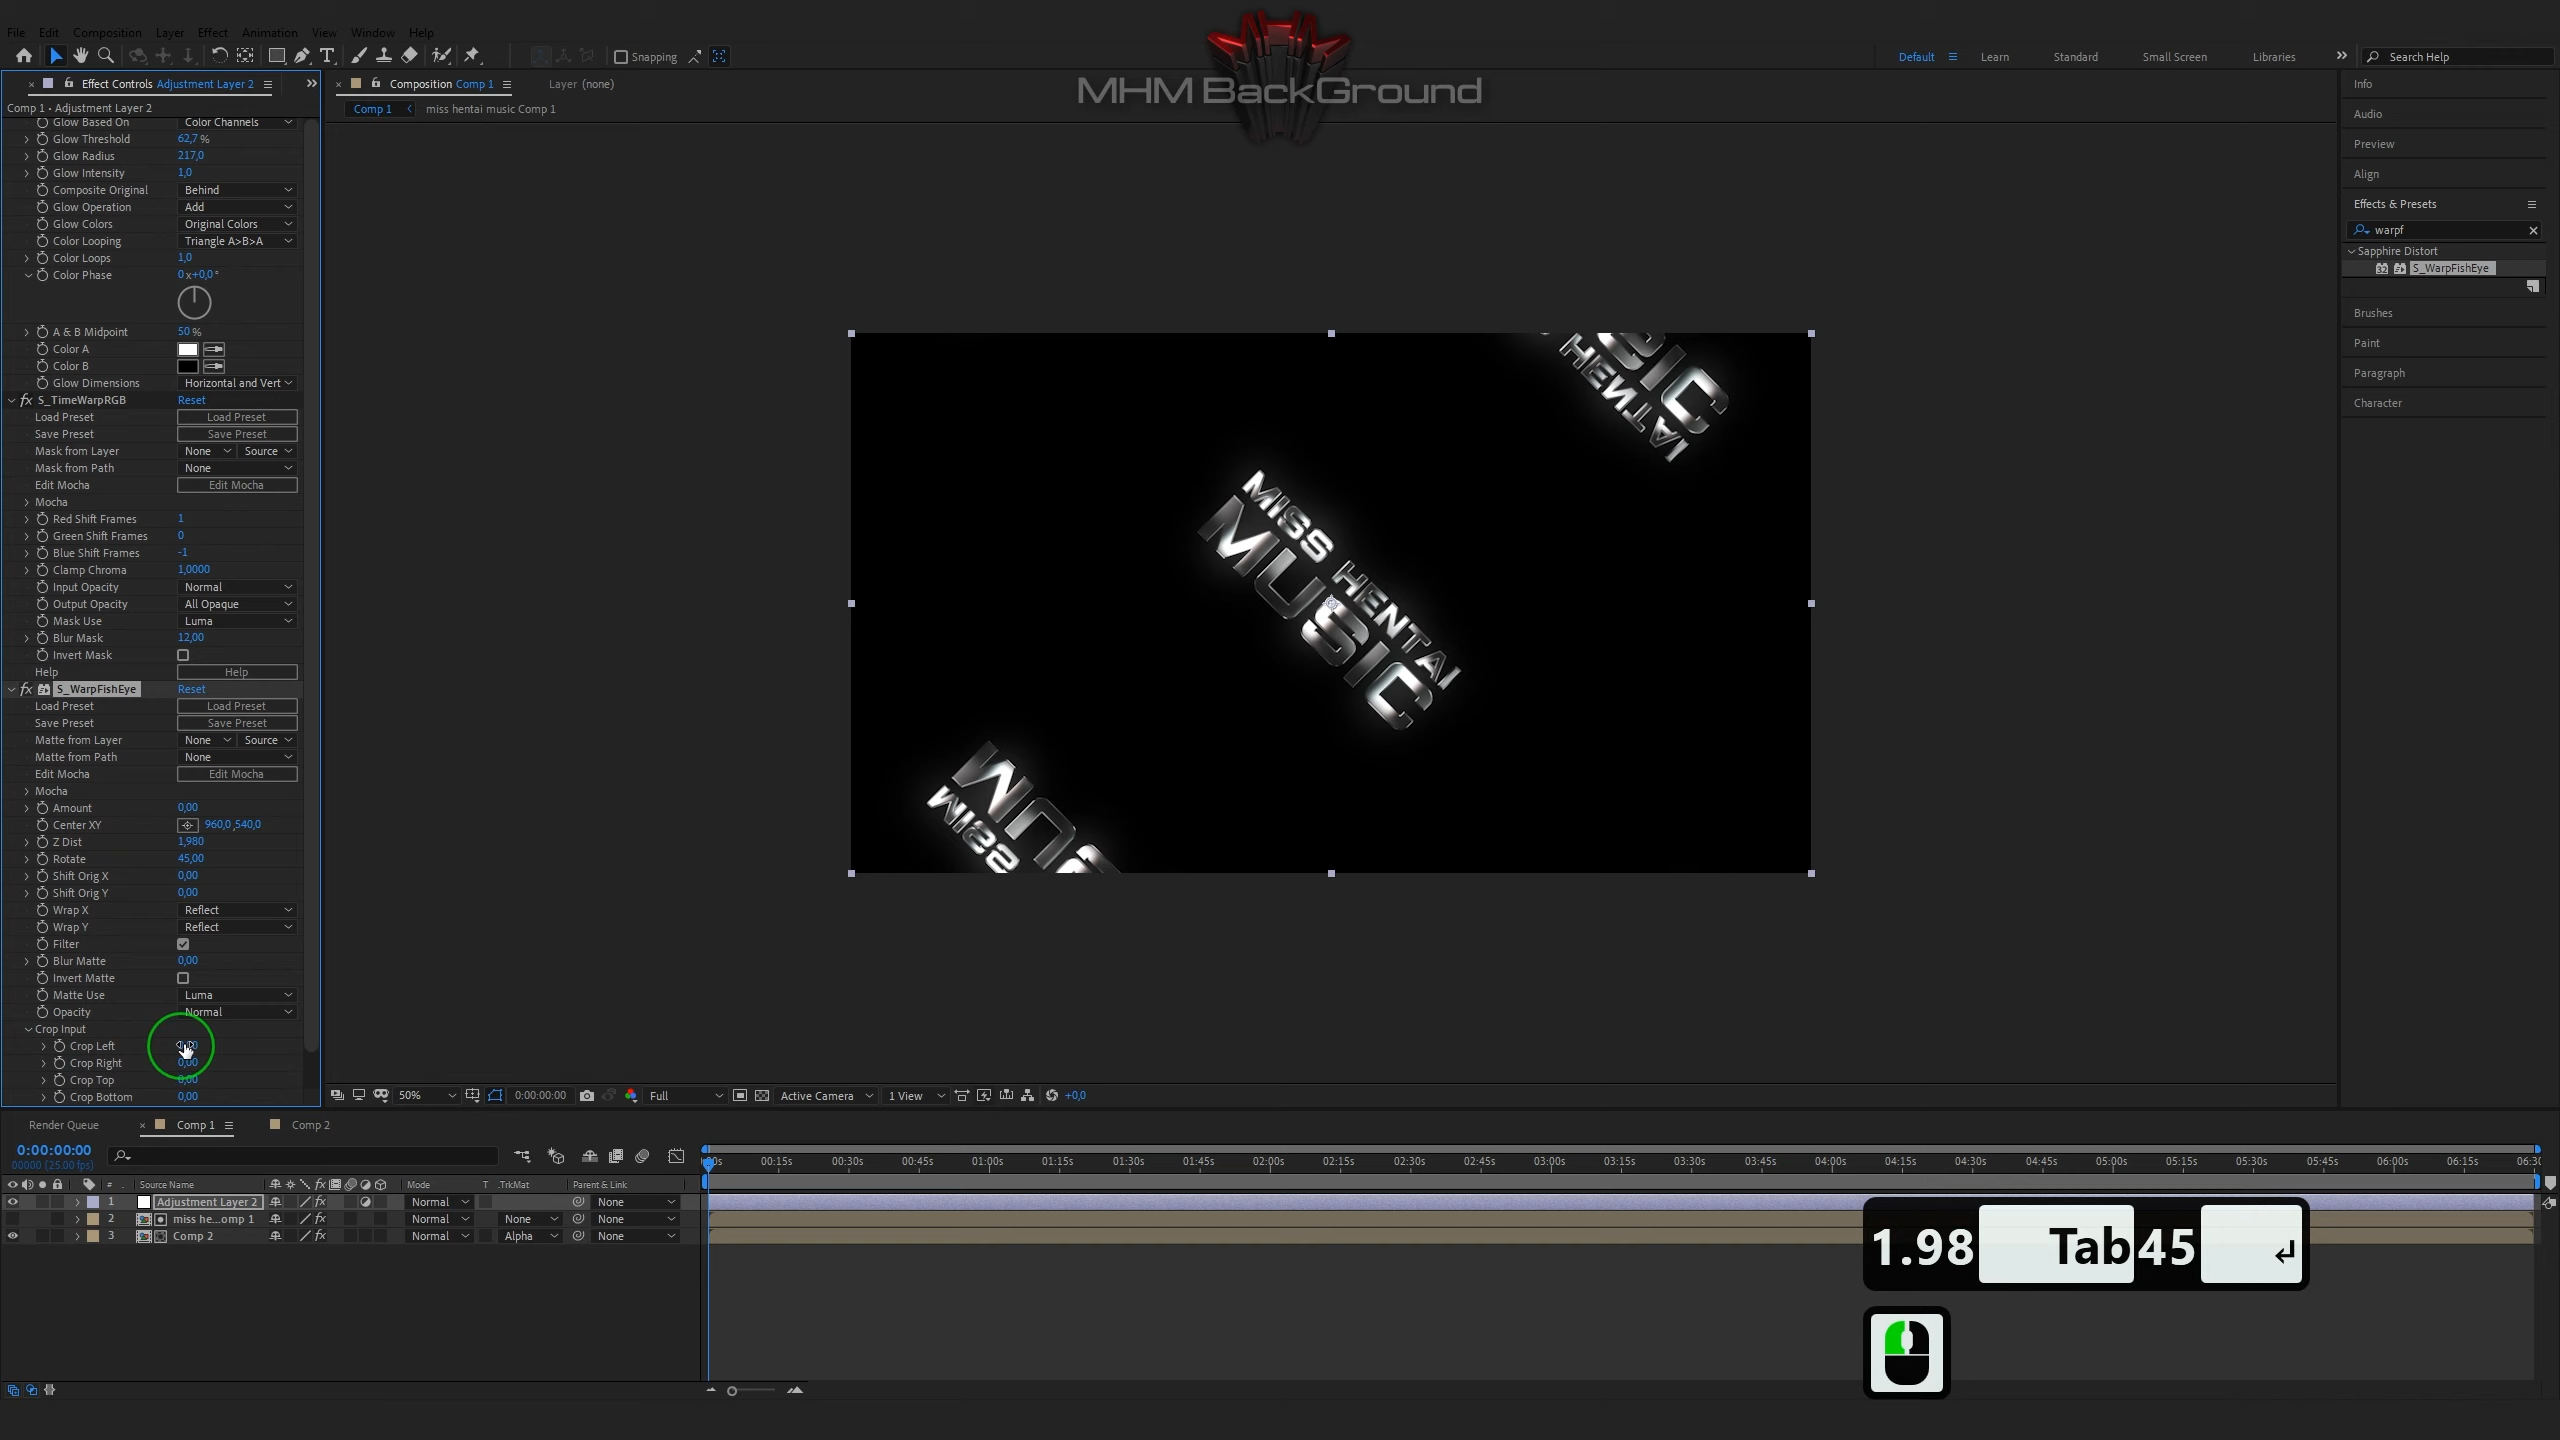 File Edit Composition Layer Effect Animation View Window Help
Snapping
Default Learn Standard Small Screen Libraries Search Help
MHM BackGround
Effect Controls Adjustment Layer 2
Composition Comp 1
Layer (none)
Comp 1 • Adjustment Layer 2
Comp 1
miss hentai music Comp 1
Glow Based On Color Channels
Glow Threshold 62,7 %
Glow Radius 217,0
Glow Intensity 1,0
Composite Original Behind
Glow Operation Add
Glow Colors Original Colors
Color Looping Triangle A>B>A
Color Loops 1,0
Color Phase 0 x+0,0 °
A & B Midpoint 50 %
Color A
Color B
Glow Dimensions Horizontal and Vert
fx S_TimeWarpRGB Reset
Load Preset Load Preset
Save Preset Save Preset
Mask from Layer None Source
Mask from Path None
Edit Mocha Edit Mocha
Mocha
Red Shift Frames 1
Green Shift Frames 0
Blue Shift Frames -1
Clamp Chroma 1,0000
Input Opacity Normal
Output Opacity All Opaque
Mask Use Luma
Blur Mask 12,00
Invert Mask
Help Help
fx S_WarpFishEye Reset
Load Preset Load Preset
Save Preset Save Preset
Matte from Layer None Source
Matte from Path None
Edit Mocha Edit Mocha
Mocha
Amount 0,00
Center XY 960,0 ,540,0
Z Dist 1,980
Rotate 45,00
Shift Orig X 0,00
Shift Orig Y 0,00
Wrap X Reflect
Wrap Y Reflect
Filter
Blur Matte 0,00
Invert Matte
Matte Use Luma
Opacity Normal
Crop Input
Crop Left
Crop Right 0,00
Crop Top 0,00
Crop Bottom 0,00
MISS HENTAI
MUSIC
SIC
HENTAI
MUS
MISS
50% 0:00:00:00 Full Active Camera 1 View +0,0
Info
Audio
Preview
Align
Effects & Presets
warpf
Sapphire Distort
32 S_WarpFishEye
Brushes
Paint
Paragraph
Character
Render Queue Comp 1 Comp 2
0:00:00:00
00000 (25.00 fps)
# Source Name fx Mode T .TrkMat Parent & Link
1 Adjustment Layer 2 fx Normal None
2 miss he...omp 1 fx Normal None None
3 Comp 2 fx Normal Alpha None
00s 00:15s 00:30s 00:45s 01:00s 01:15s 01:30s 01:45s 02:00s 02:15s 02:30s 02:45s 03:00s 03:15s 03:30s 03:45s 04:00s 04:15s 04:30s 04:45s 05:00s 05:15s 05:30s 05:45s 06:00s 06:15s 06:30
1.98 Tab 45